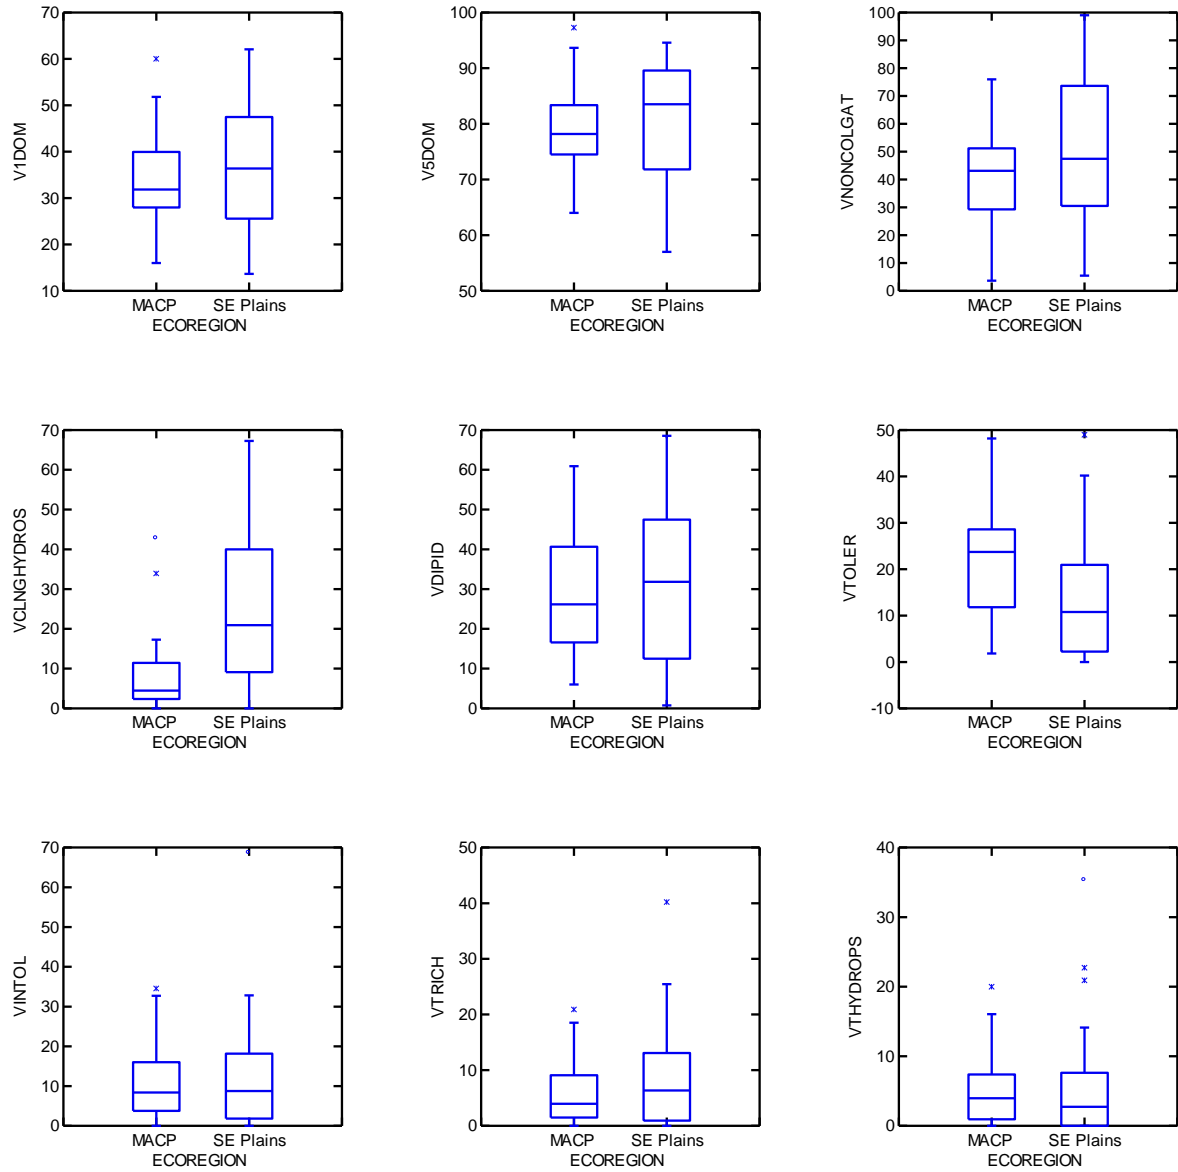 70
60
50
40
30
20
10
V1DOM
MACP SE Plains
ECOREGION
100
90
80
70
60
50
V5DOM
MACP SE Plains
ECOREGION
100
90
80
70
60
50
40
30
20
10
0
VNONCOLGAT
MACP SE Plains
ECOREGION
70
60
50
40
30
20
10
0
VCLNGHYDROS
MACP SE Plains
ECOREGION
70
60
50
40
30
20
10
0
VDIPID
MACP SE Plains
ECOREGION
50
40
30
20
10
0
-10
VTOLER
MACP SE Plains
ECOREGION
70
60
50
40
30
20
10
0
VINTOL
MACP SE Plains
ECOREGION
50
40
30
20
10
0
VTRICH
MACP SE Plains
ECOREGION
40
30
20
10
0
VTHYDROPS
MACP SE Plains
ECOREGION